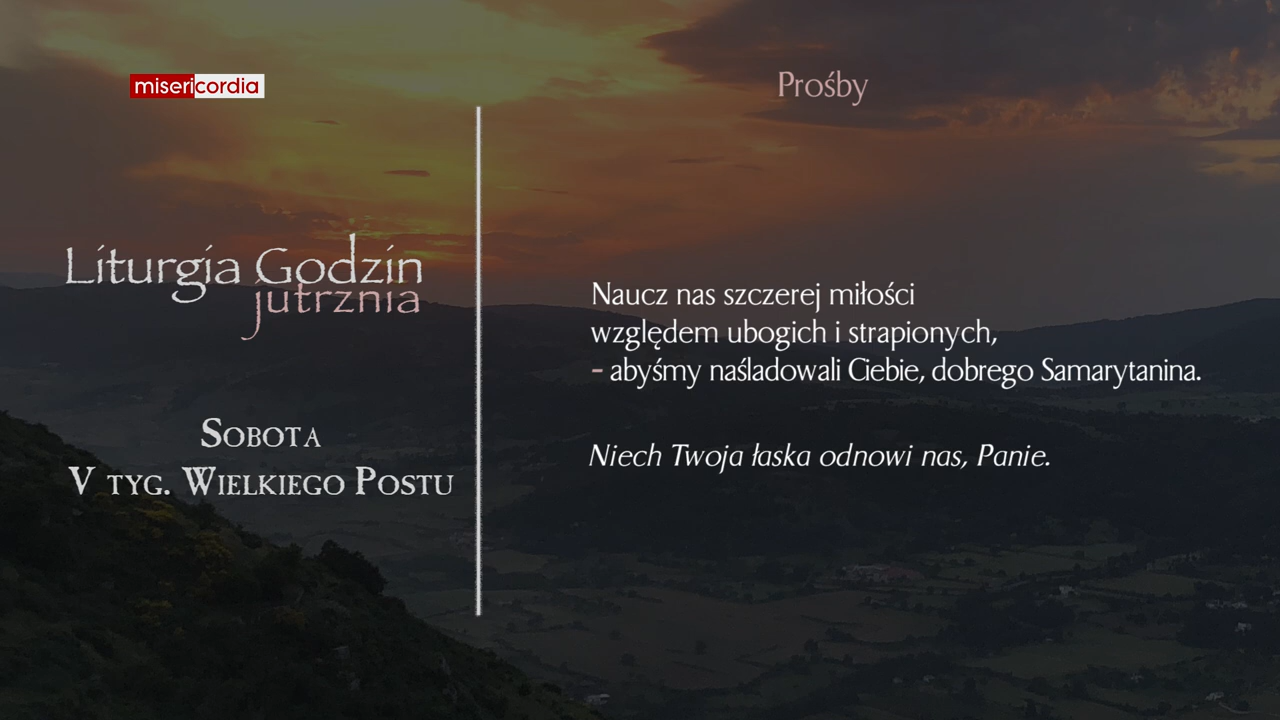 misericordia
Liturgia Godzin
jutrznia
Sobota
V tyg. Wielkiego Postu
Prośby
Naucz nas szczerej miłości
względem ubogich i strapionych,
- abyśmy naśladowali Ciebie, dobrego Samarytanina.
Niech Twoja łaska odnowi nas, Panie.